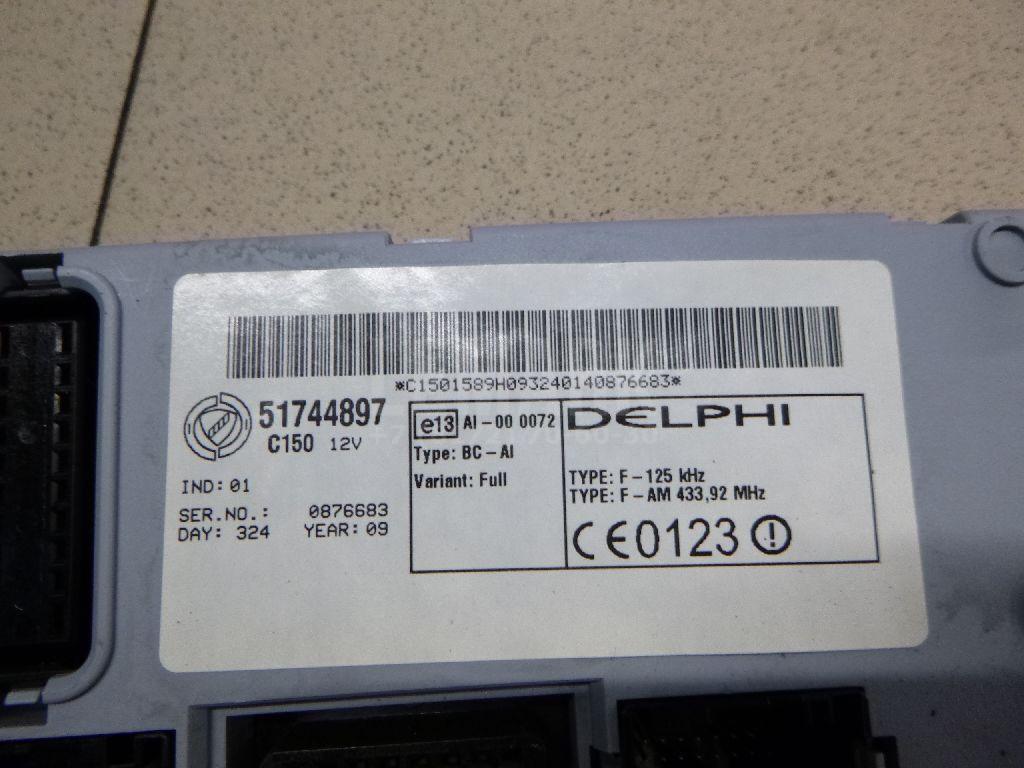 *C1501589H093240140876683*
51744897
C150 12V
IND: 01
SER.NO.: 0876683
DAY: 324 YEAR: 09
e13 AI-00 0072
Type: BC-AI
Variant: Full
DELPHI
TYPE: F-125 kHz
TYPE: F-AM 433,92 MHz
CE0123